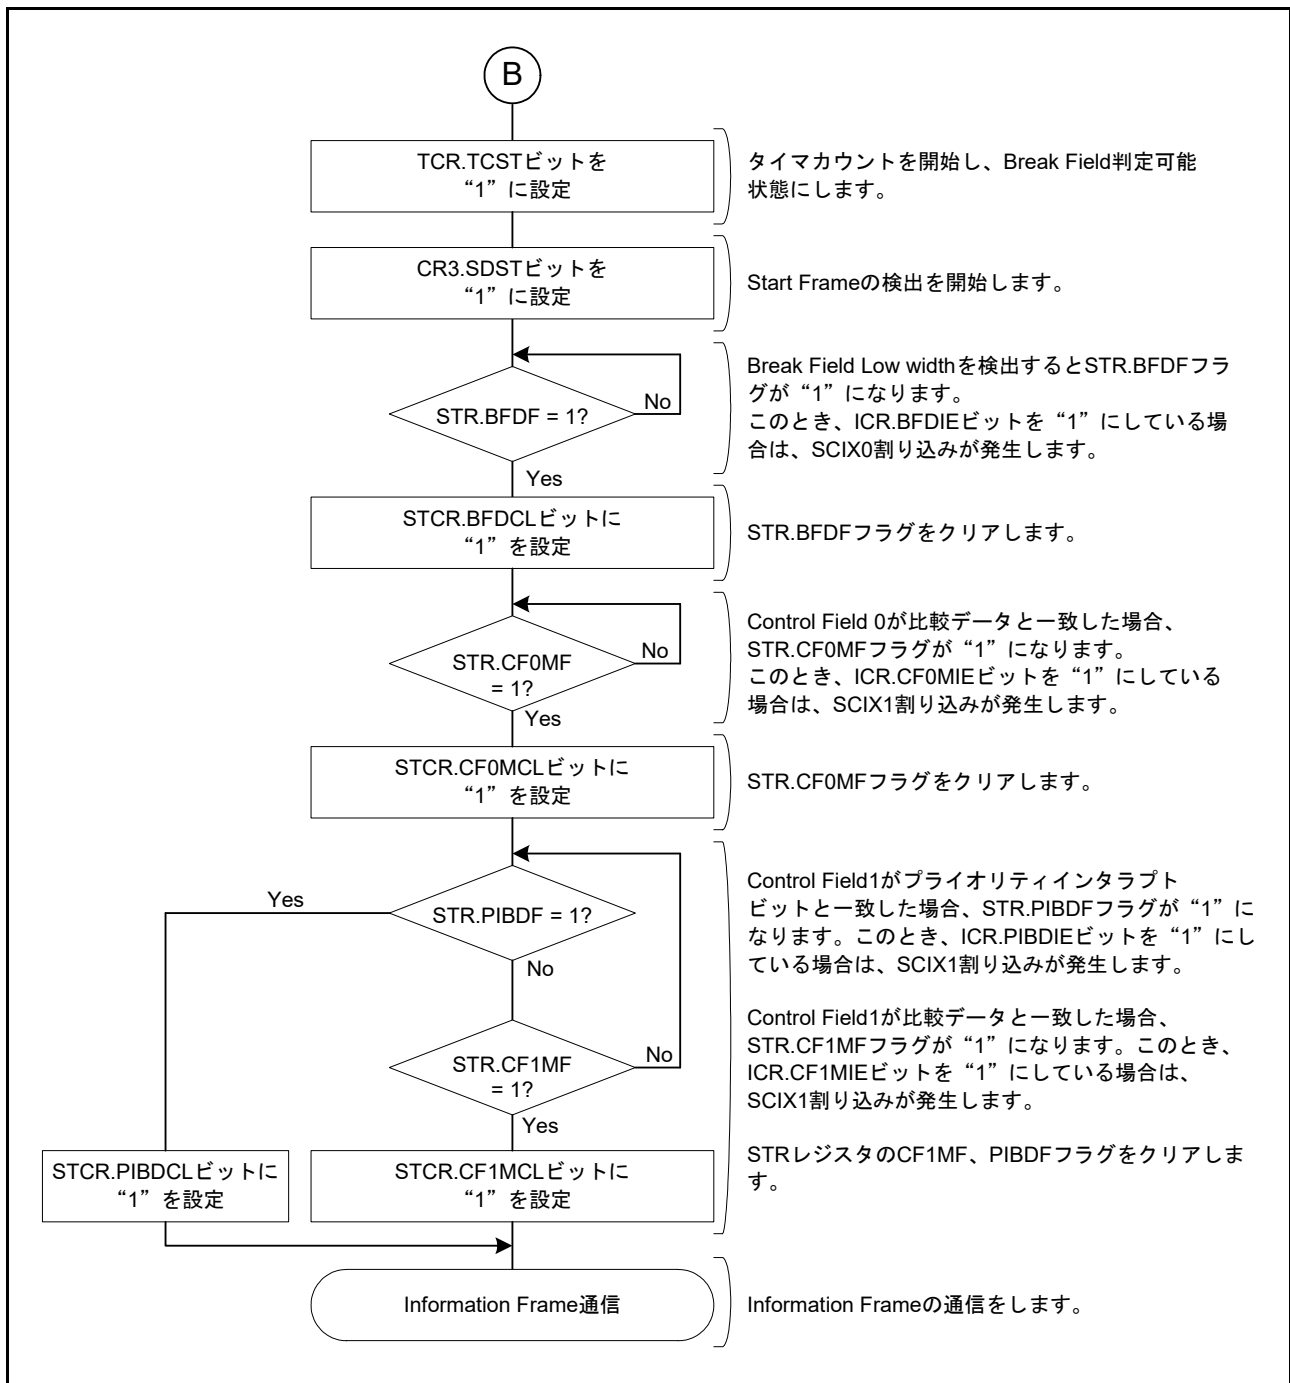 B
TCR.TCSTビットを
“1”に設定
タイマカウントを開始し、Break Field判定可能
状態にします。
CR3.SDSTビットを
“1”に設定
Start Frameの検出を開始します。
STR.BFDF = 1?
No
Yes
Break Field Low widthを検出するとSTR.BFDFフラ
グが“1”になります。
このとき、ICR.BFDIEビットを“1”にしている場
合は、SCIX0割り込みが発生します。
STCR.BFDCLビットに
“1”を設定
STR.BFDFフラグをクリアします。
STR.CF0MF
= 1?
No
Yes
Control Field 0が比較データと一致した場合、
STR.CF0MFフラグが“1”になります。
このとき、ICR.CF0MIEビットを“1”にしている
場合は、SCIX1割り込みが発生します。
STCR.CF0MCLビットに
“1”を設定
STR.CF0MFフラグをクリアします。
Yes
STR.PIBDF = 1?
No
Control Field1がプライオリティインタラプト
ビットと一致した場合、STR.PIBDFフラグが“1”に
なります。このとき、ICR.PIBDIEビットを“1”にし
ている場合は、SCIX1割り込みが発生します。
STR.CF1MF
= 1?
No
Yes
Control Field1が比較データと一致した場合、
STR.CF1MFフラグが“1”になります。このとき、
ICR.CF1MIEビットを“1”にしている場合は、
SCIX1割り込みが発生します。
STCR.PIBDCLビットに
“1”を設定
STCR.CF1MCLビットに
“1”を設定
STRレジスタのCF1MF、PIBDFフラグをクリアしま
す。
Information Frame通信
Information Frameの通信をします。